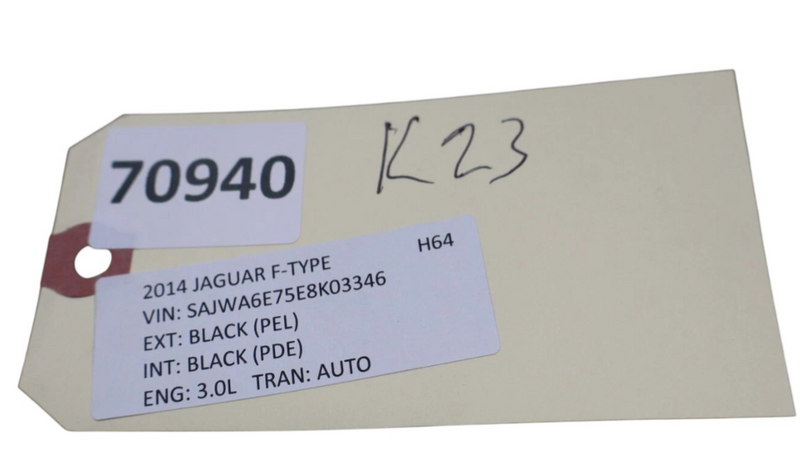 K23
70940
H64
2014 JAGUAR F-TYPE
VIN: SAJWA6E75E8K03346
EXT: BLACK (PEL)
INT: BLACK (PDE)
ENG: 3.0L TRAN: AUTO